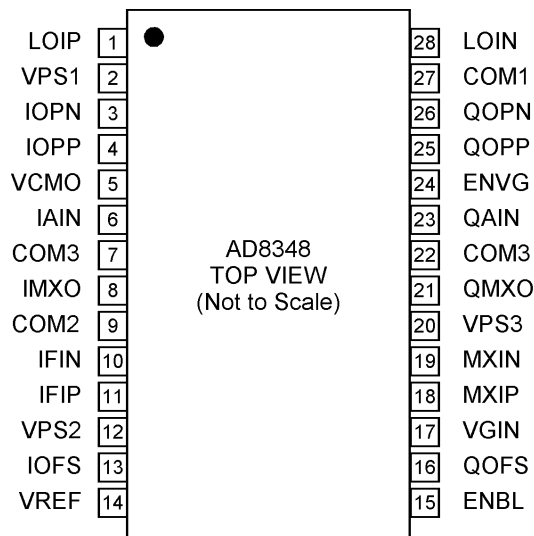 LOIP 1 28 LOIN
VPS1 2 27 COM1
IOPN 3 26 QOPN
IOPP 4 25 QOPP
VCMO 5 24 ENVG
IAIN 6 23 QAIN
COM3 7 22 COM3
IMXO 8 21 QMXO
COM2 9 20 VPS3
IFIN 10 19 MXIN
IFIP 11 18 MXIP
VPS2 12 17 VGIN
IOFS 13 16 QOFS
VREF 14 15 ENBL
AD8348
TOP VIEW
(Not to Scale)